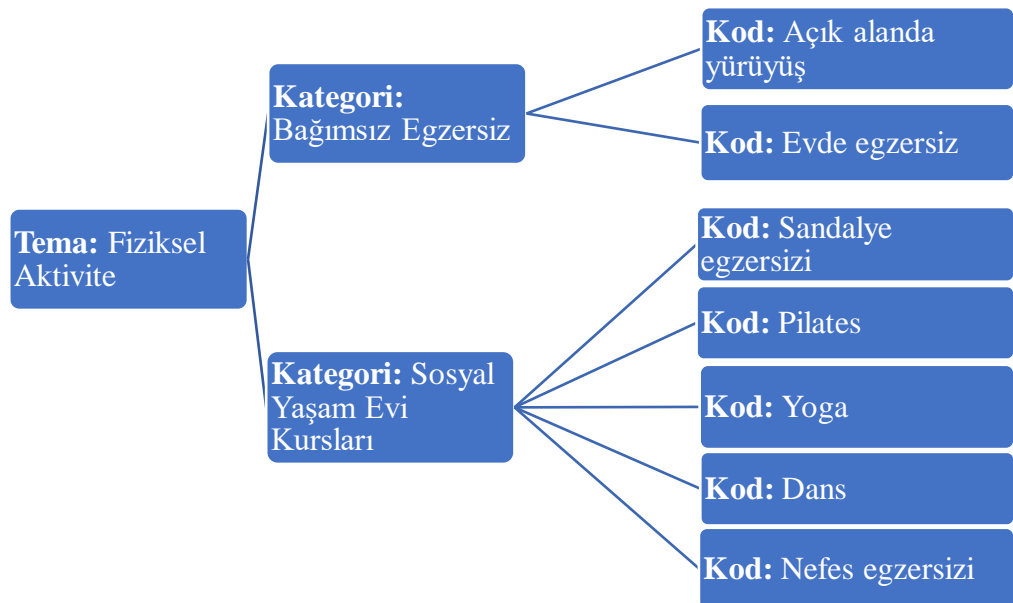 Tema: Fiziksel
Aktivite
Kategori:
Bağımsız Egzersiz
Kod: Açık alanda
yürüyüş
Kod: Evde egzersiz
Kategori: Sosyal
Yaşam Evi
Kursları
Kod: Sandalye
egzersizi
Kod: Pilates
Kod: Yoga
Kod: Dans
Kod: Nefes egzersizi